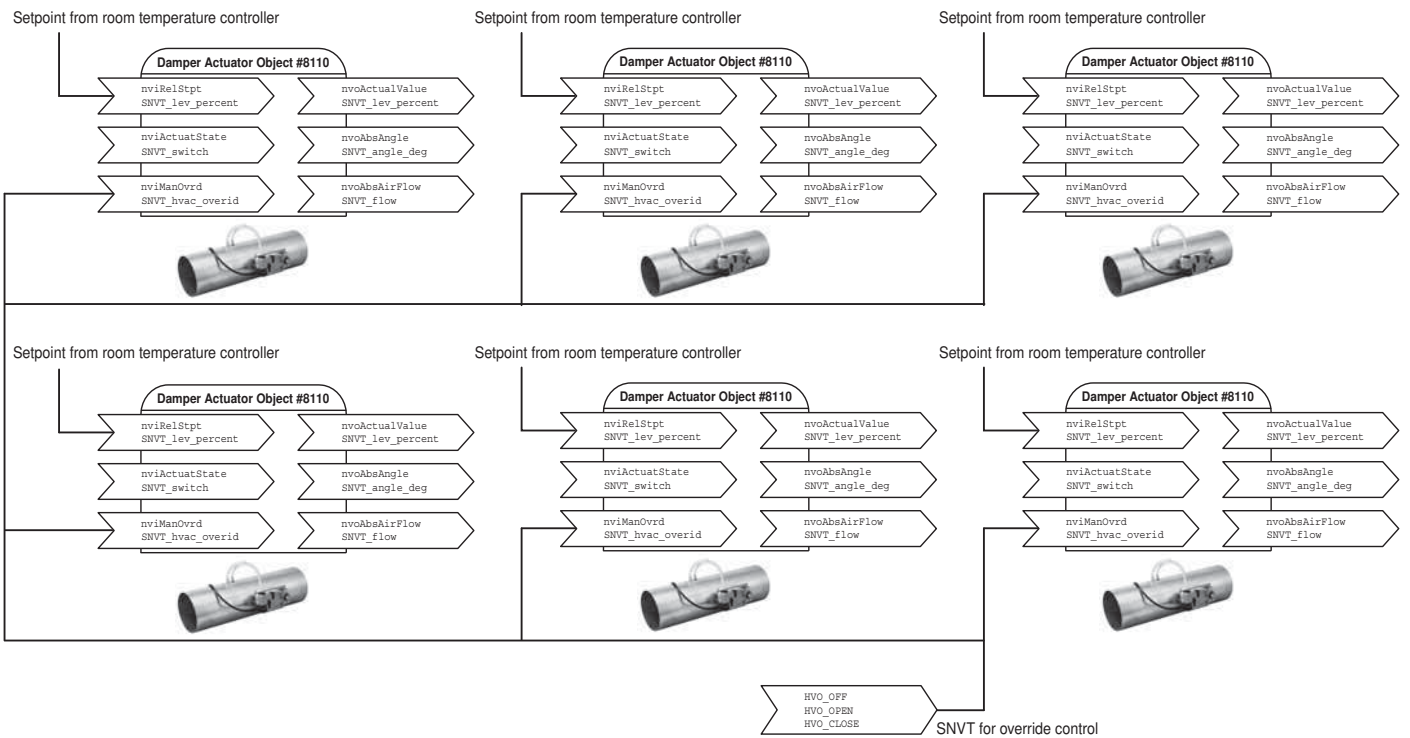 Setpoint from room temperature controller
Damper Actuator Object #8110
nviRelStpt
SNVT_lev_percent
nvoActualValue
SNVT_lev_percent
nviActuatState
SNVT_switch
nvoAbsAngle
SNVT_angle_deg
nviManOvrd
SNVT_hvac_overid
nvoAbsAirFlow
SNVT_flow
Setpoint from room temperature controller
Damper Actuator Object #8110
nviRelStpt
SNVT_lev_percent
nvoActualValue
SNVT_lev_percent
nviActuatState
SNVT_switch
nvoAbsAngle
SNVT_angle_deg
nviManOvrd
SNVT_hvac_overid
nvoAbsAirFlow
SNVT_flow
Setpoint from room temperature controller
Damper Actuator Object #8110
nviRelStpt
SNVT_lev_percent
nvoActualValue
SNVT_lev_percent
nviActuatState
SNVT_switch
nvoAbsAngle
SNVT_angle_deg
nviManOvrd
SNVT_hvac_overid
nvoAbsAirFlow
SNVT_flow
Setpoint from room temperature controller
Damper Actuator Object #8110
nviRelStpt
SNVT_lev_percent
nvoActualValue
SNVT_lev_percent
nviActuatState
SNVT_switch
nvoAbsAngle
SNVT_angle_deg
nviManOvrd
SNVT_hvac_overid
nvoAbsAirFlow
SNVT_flow
Setpoint from room temperature controller
Damper Actuator Object #8110
nviRelStpt
SNVT_lev_percent
nvoActualValue
SNVT_lev_percent
nviActuatState
SNVT_switch
nvoAbsAngle
SNVT_angle_deg
nviManOvrd
SNVT_hvac_overid
nvoAbsAirFlow
SNVT_flow
Setpoint from room temperature controller
Damper Actuator Object #8110
nviRelStpt
SNVT_lev_percent
nvoActualValue
SNVT_lev_percent
nviActuatState
SNVT_switch
nvoAbsAngle
SNVT_angle_deg
nviManOvrd
SNVT_hvac_overid
nvoAbsAirFlow
SNVT_flow
HVO_OFF
HVO_OPEN
HVO_CLOSE
SNVT for override control